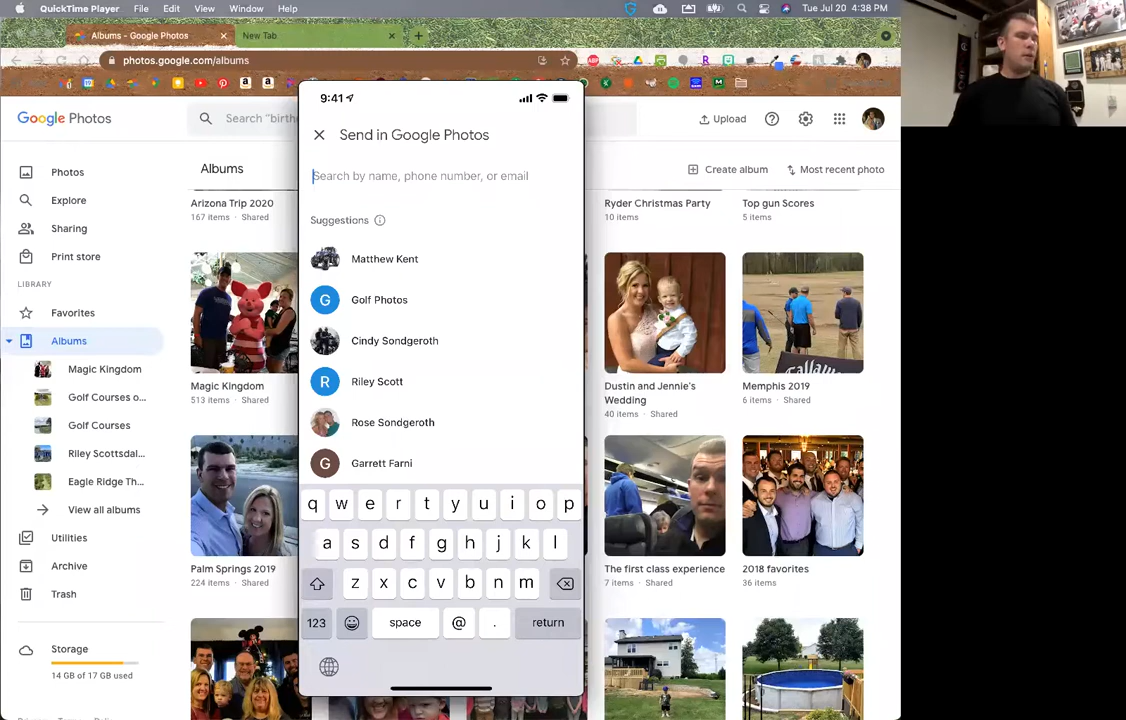 QuickTime Player File Edit View Window Help Tue Jul 20 4:38 PM
Albums - Google Photos
New Tab
photos.google.com/albums
Google Photos
Search "birth
Upload
Photos
Explore
Sharing
Print store
LIBRARY
Favorites
Albums
Magic Kingdom
Golf Courses o...
Golf Courses
Riley Scottsdal...
Eagle Ridge Th...
View all albums
Utilities
Archive
Trash
Storage
14 GB of 17 GB used
Albums
Create album
Most recent photo
Arizona Trip 2020
167 items · Shared
Ryder Christmas Party
10 items
Top gun Scores
5 items
Magic Kingdom
513 items · Shared
Dustin and Jennie's
Wedding
40 items · Shared
Memphis 2019
6 items · Shared
Palm Springs 2019
224 items · Shared
The first class experience
7 items · Shared
2018 favorites
36 items
9:41
Send in Google Photos
Search by name, phone number, or email
Suggestions
Matthew Kent
G Golf Photos
Cindy Sondgeroth
R Riley Scott
Rose Sondgeroth
G Garrett Farni
q w e r t y u i o p
a s d f g h j k l
z x c v b n m
123 space @ . return